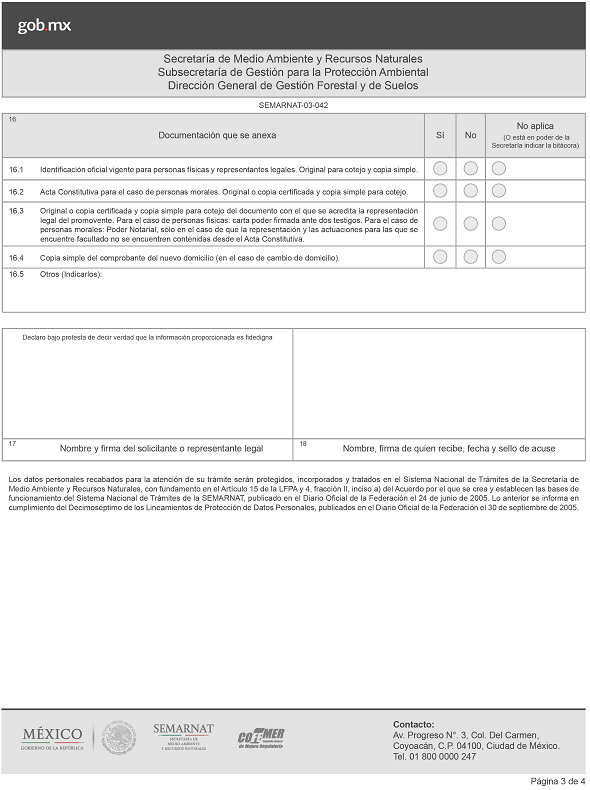 gob.mx
Secretaría de Medio Ambiente y Recursos Naturales
Subsecretaría de Gestión para la Protección Ambiental
Dirección General de Gestión Forestal y de Suelos
SEMARNAT-03-042
16
Documentación que se anexa
Sí
No
No aplica
(O está en poder de la
Secretaría indicar la bitácora)
16.1 Identificación oficial vigente para personas físicas y representantes legales. Original para cotejo y copia simple.
16.2 Acta Constitutiva para el caso de personas morales. Original o copia certificada y copia simple para cotejo.
16.3 Original o copia certificada y copia simple para cotejo del documento con el que se acredita la representación
legal del promovente. Para el caso de personas físicas: carta poder firmada ante dos testigos. Para el caso de
personas morales: Poder Notarial, sólo en el caso de que la representación y las actuaciones para las que se
encuentre facultado no se encuentren contenidas desde el Acta Constitutiva.
16.4 Copia simple del comprobante del nuevo domicilio (en el caso de cambio de domicilio).
16.5 Otros (Indicarlos):
Declaro bajo protesta de decir verdad que la información proporcionada es fidedigna
17 Nombre y firma del solicitante o representante legal
18 Nombre, firma de quien recibe, fecha y sello de acuse
Los datos personales recabados para la atención de su trámite serán protegidos, incorporados y tratados en el Sistema Nacional de Trámites de la Secretaría de
Medio Ambiente y Recursos Naturales, con fundamento en el Artículo 15 de la LFPA y 4, fracción II, inciso a) del Acuerdo por el que se crea y establecen las bases de
funcionamiento del Sistema Nacional de Trámites de la SEMARNAT, publicado en el Diario Oficial de la Federación el 24 de junio de 2005. Lo anterior se informa en
cumplimiento del Decimoséptimo de los Lineamientos de Protección de Datos Personales, publicados en el Diario Oficial de la Federación el 30 de septiembre de 2005.
MÉXICO
GOBIERNO DE LA REPÚBLICA
SEMARNAT
SECRETARÍA DE
MEDIO AMBIENTE
Y RECURSOS NATURALES
COFEMER
de Mejora Regulatoria
Contacto:
Av. Progreso N°. 3, Col. Del Carmen,
Coyoacán, C.P. 04100, Ciudad de México.
Tel. 01 800 0000 247
Página 3 de 4